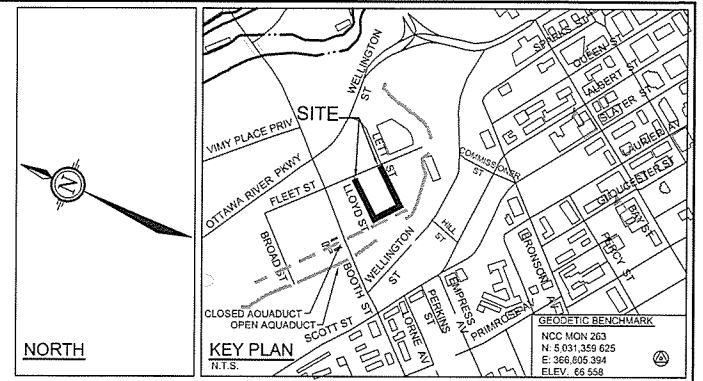 N
NORTH
SPARKS ST
QUEEN ST
ALBERT ST
SLATER ST
LAURIER AV
GLOUCESTER ST
BAY ST
PERCY ST
WELLINGTON
ST
SITE
LETT ST
COMMISSIONER
ST
VIMY PLACE PRIV
OTTAWA RIVER PKWY
FLEET ST
LLOYD ST
HILL
ST
BROAD ST
WELLINGTON
ST
BOOTH ST
BRONSON
AV
CLOSED AQUADUCT
OPEN AQUADUCT
SCOTT ST
EMPRESS
AV
PERKINS
ST
LORNE AV
PRIMROSE AV
KEY PLAN
N.T.S.
GEODETIC BENCHMARK
NCC MON 263
N: 5,031,359 625
E: 366,805 394
ELEV. 66 558